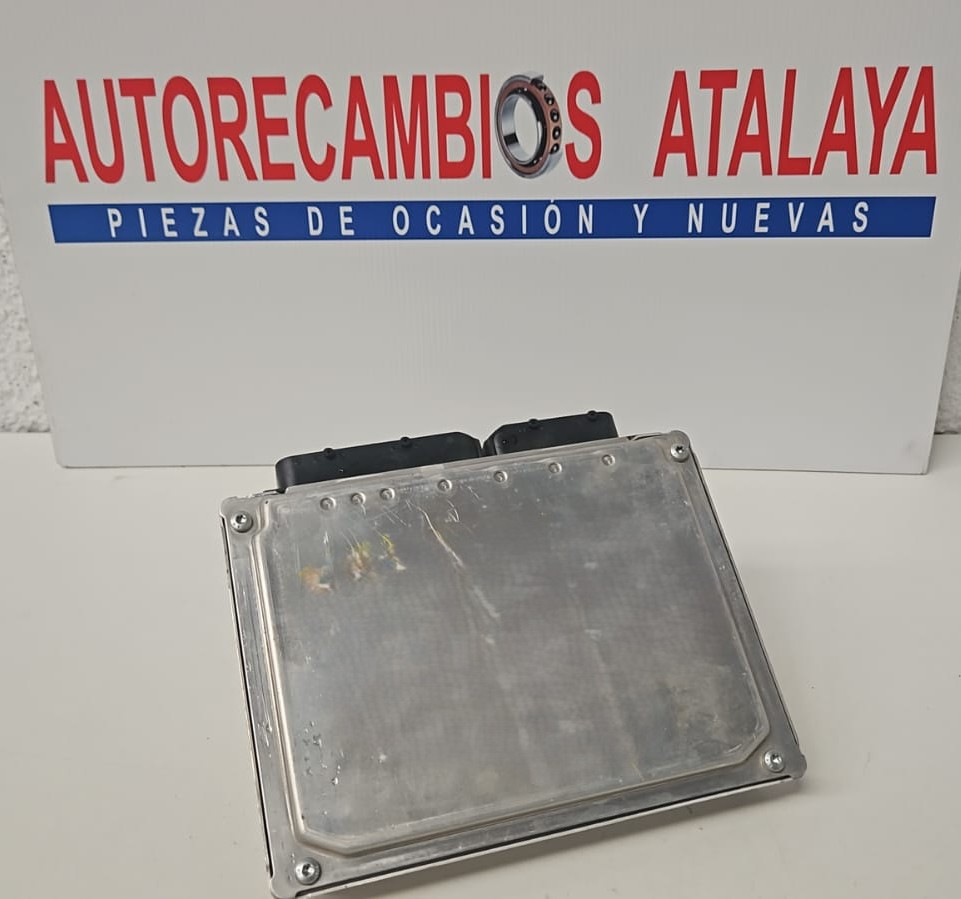 AUTORECAMBIOS ATALAYA
PIEZAS DE OCASIÓN Y NUEVAS